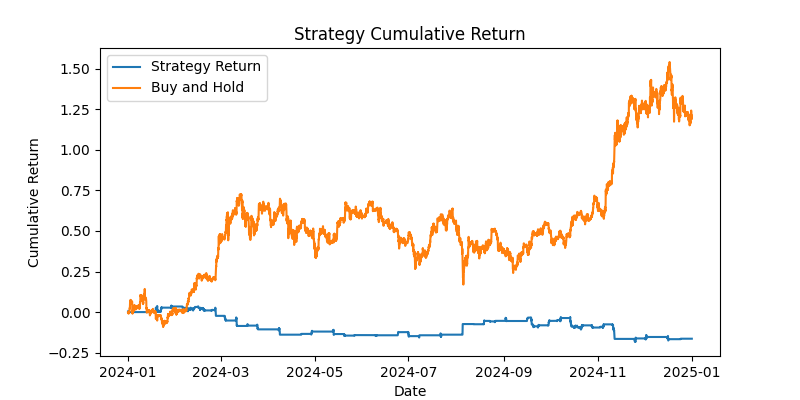 Strategy Cumulative Return
Strategy Return
Buy and Hold
Cumulative Return
1.50
1.25
1.00
0.75
0.50
0.25
0.00
−0.25
2024-01 2024-03 2024-05 2024-07 2024-09 2024-11 2025-01
Date